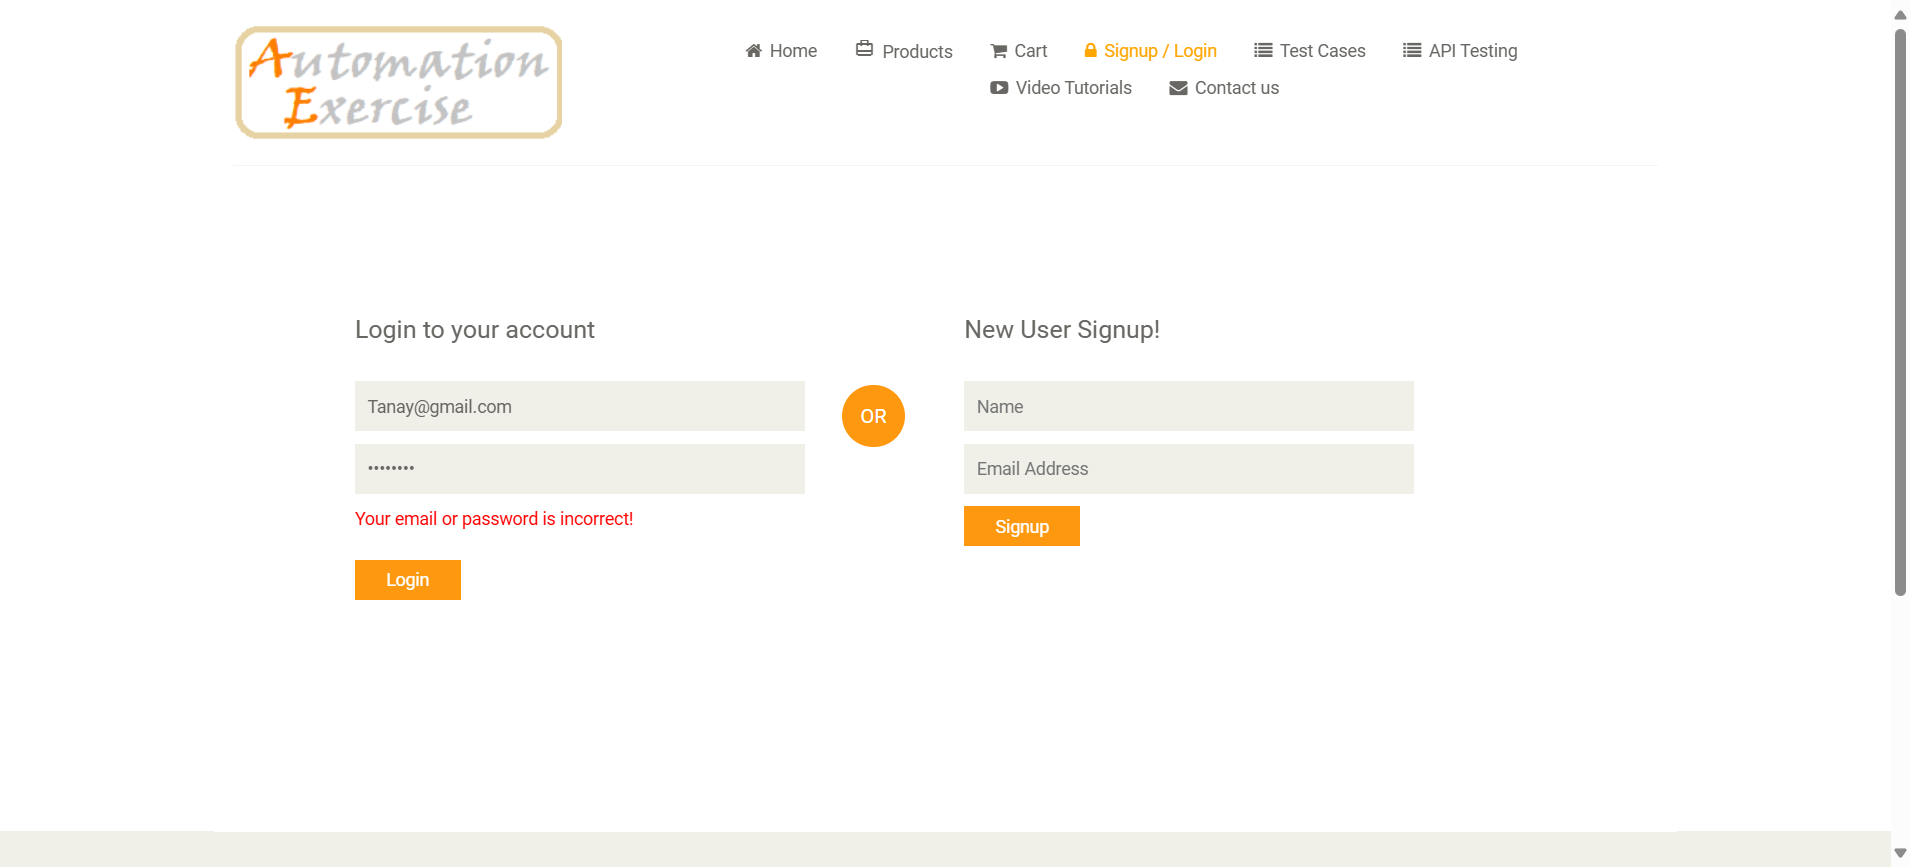 Automation
Exercise
Home Products Cart Signup / Login Test Cases API Testing
Video Tutorials Contact us
Login to your account
Tanay@gmail.com
••••••••
Your email or password is incorrect!
Login
OR
New User Signup!
Name
Email Address
Signup